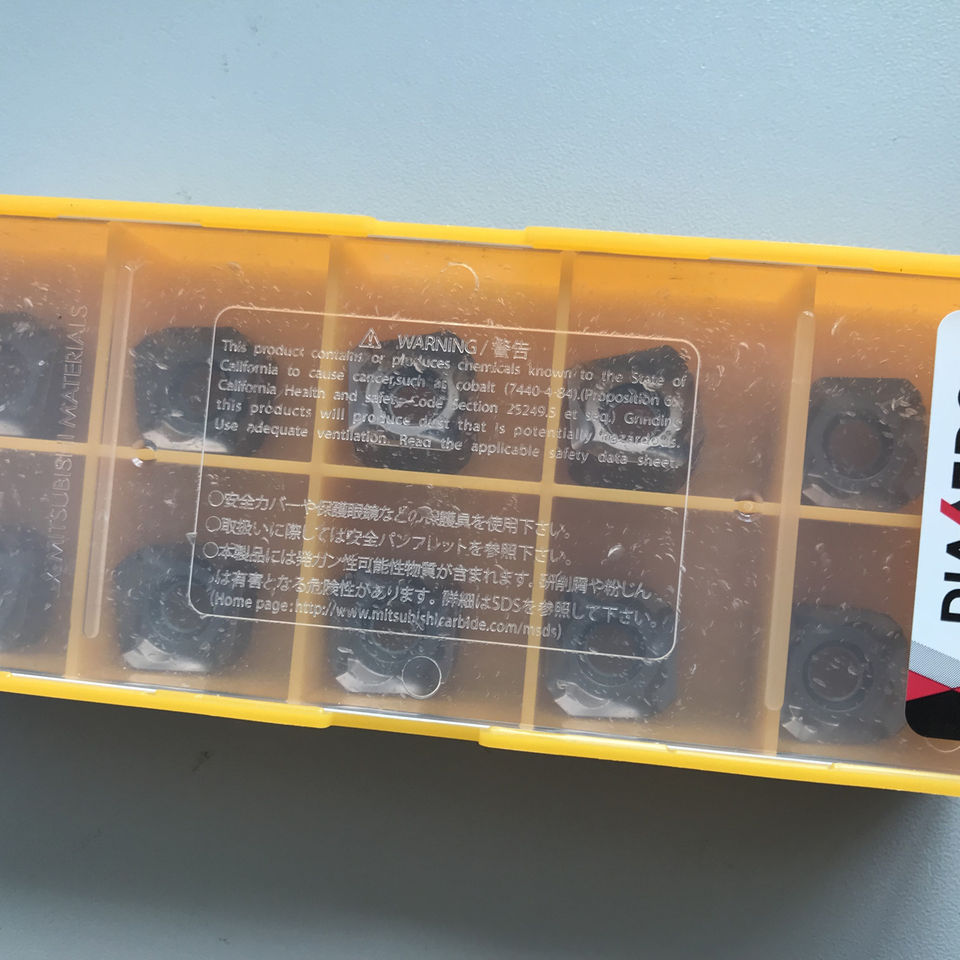 ⚠ WARNING / 警告
This product contains or produces chemicals known to the State of
California to cause cancer,such as cobalt (7440-4-84).(Proposition 65,
California Health and safety Code Section 25249.5 et seq.) Grinding
this products will produce dust that is potentially hazardous.
Use adequate ventilation. Read the applicable safety data sheet.
○安全カバーや保護眼鏡などの保護具を使用下さい。
○取扱いに際しては安全パンフレットを参照下さい。
○本製品には発ガン性可能性物質が含まれます。研削屑や粉じん
は有害となる危険性があります。詳細はSDSを参照して下さい。
(Home page:http://www.mitsubishicarbide.com/msds)
MITSUBISHI MATERIALS